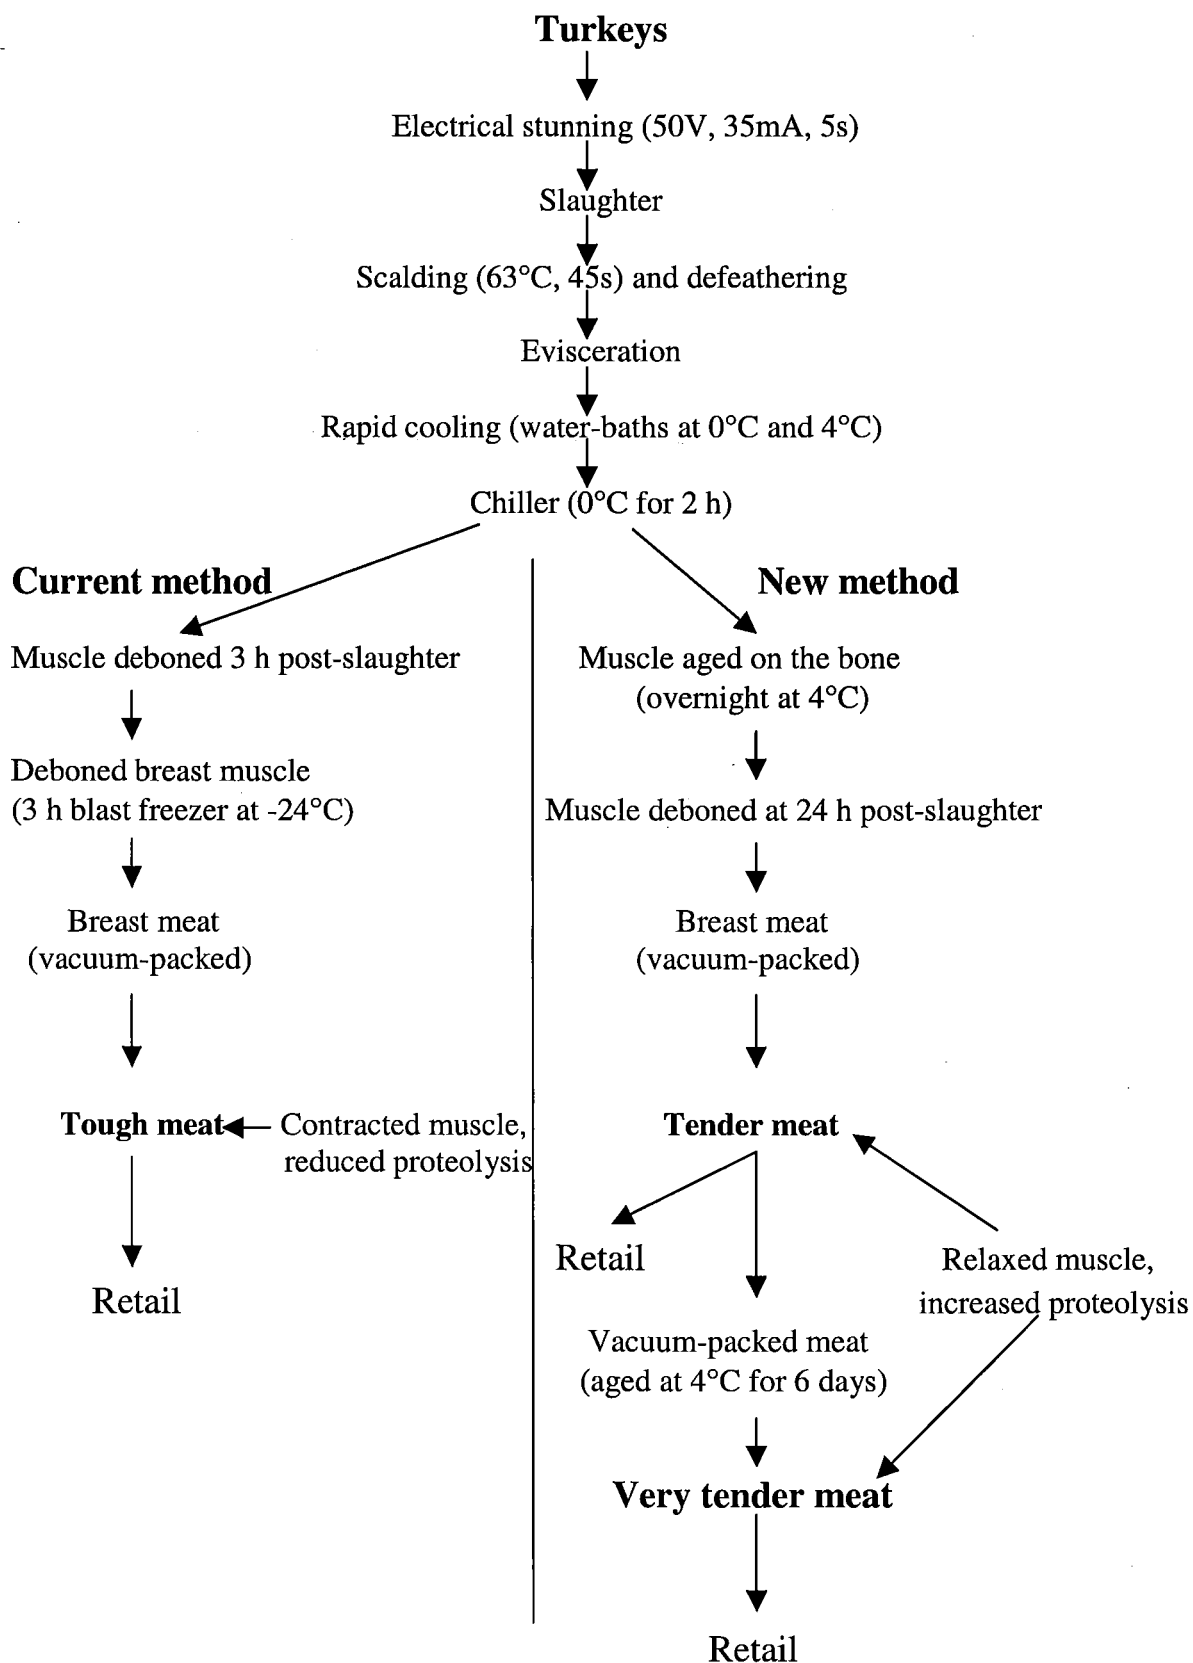 Turkeys
Electrical stunning (50V, 35mA, 5s)
Slaughter
Scalding (63°C, 45s) and defeathering
Evisceration
Rapid cooling (water-baths at 0°C and 4°C)
Chiller (0°C for 2 h)
Current method
Muscle deboned 3 h post-slaughter
Deboned breast muscle
(3 h blast freezer at -24°C)
Breast meat
(vacuum-packed)
Tough meat
Contracted muscle,
reduced proteolysis
Retail
New method
Muscle aged on the bone
(overnight at 4°C)
Muscle deboned at 24 h post-slaughter
Breast meat
(vacuum-packed)
Tender meat
Retail
Relaxed muscle,
increased proteolysis
Vacuum-packed meat
(aged at 4°C for 6 days)
Very tender meat
Retail